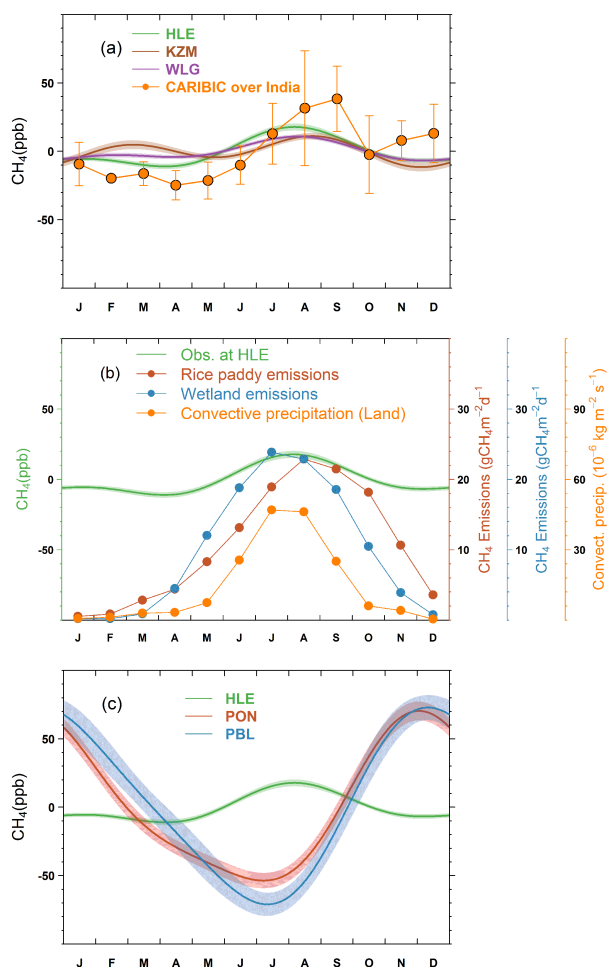 (a)
HLE
KZM
WLG
CARIBIC over India
CH₄(ppb)
50
0
-50
J F M A M J J A S O N D
(b)
Obs. at HLE
Rice paddy emissions
Wetland emissions
Convective precipitation (Land)
CH₄(ppb)
50
0
-50
CH₄ Emissions (gCH₄m⁻²d⁻¹
30
20
10
CH₄ Emissions (gCH₄m⁻²d⁻¹
30
20
10
Convect. precip. (10⁻⁶ kg m⁻² s⁻¹)
90
60
30
J F M A M J J A S O N D
(c)
HLE
PON
PBL
CH₄(ppb)
50
0
-50
J F M A M J J A S O N D